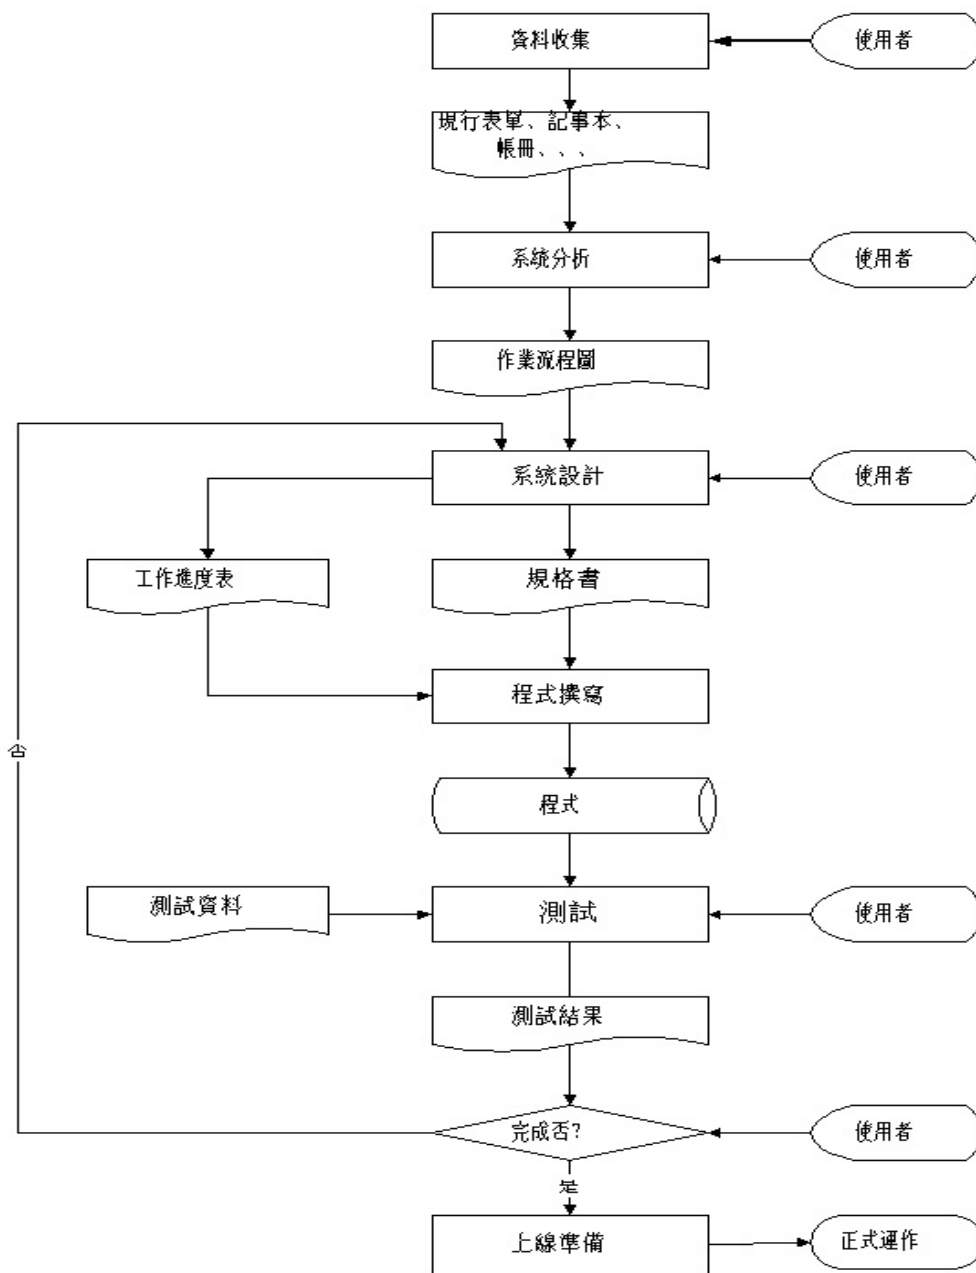 資料收集
使用者
現行表單、記事本、
帳冊、、、
系統分析
使用者
作業流程圖
系統設計
使用者
工作進度表
規格書
程式撰寫
否
程式
測試資料
測試
使用者
測試結果
完成否?
使用者
是
上線準備
正式運作